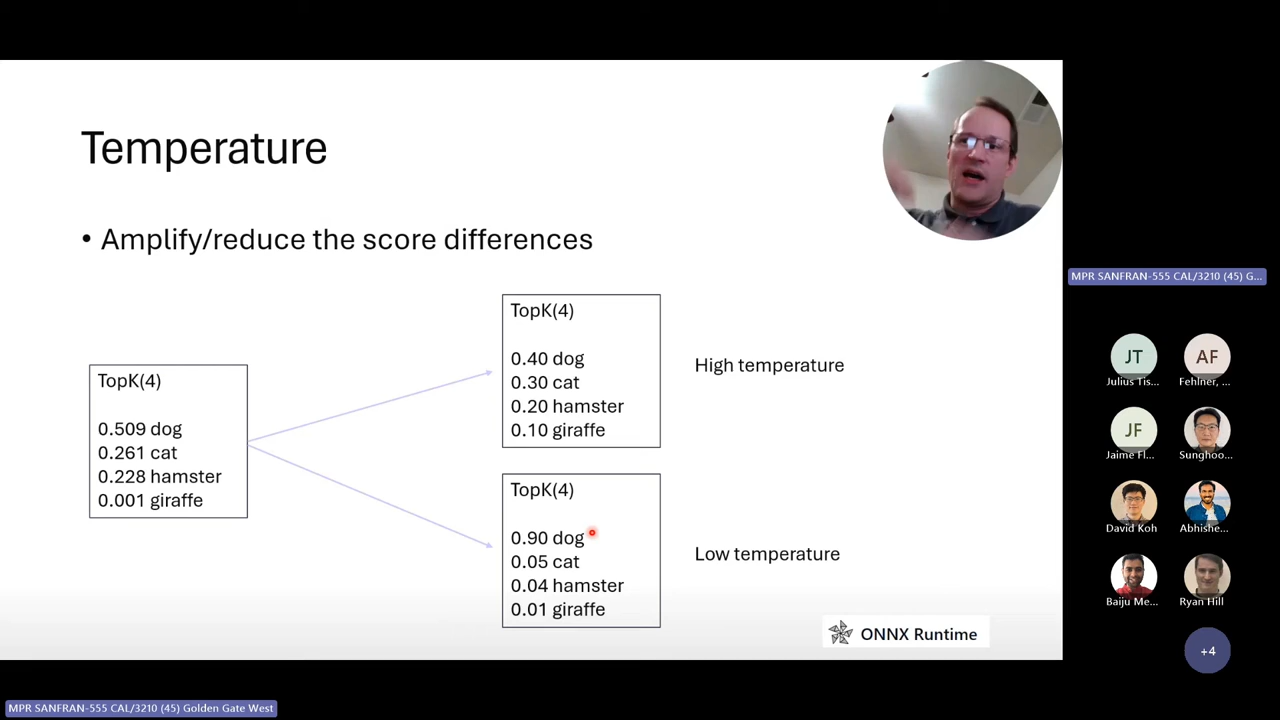 Temperature
• Amplify/reduce the score differences
TopK(4)
0.509 dog
0.261 cat
0.228 hamster
0.001 giraffe
TopK(4)
0.40 dog
0.30 cat
0.20 hamster
0.10 giraffe
High temperature
TopK(4)
0.90 dog
0.05 cat
0.04 hamster
0.01 giraffe
Low temperature
ONNX Runtime
MPR SANFRAN-555 CAL/3210 (45) G...
JT
Julius Tis...
AF
Fehlner, ...
JF
Jaime Fl...
Sunghoo...
David Koh
Abhishe...
Baiju Me...
Ryan Hill
+4
MPR SANFRAN-555 CAL/3210 (45) Golden Gate West